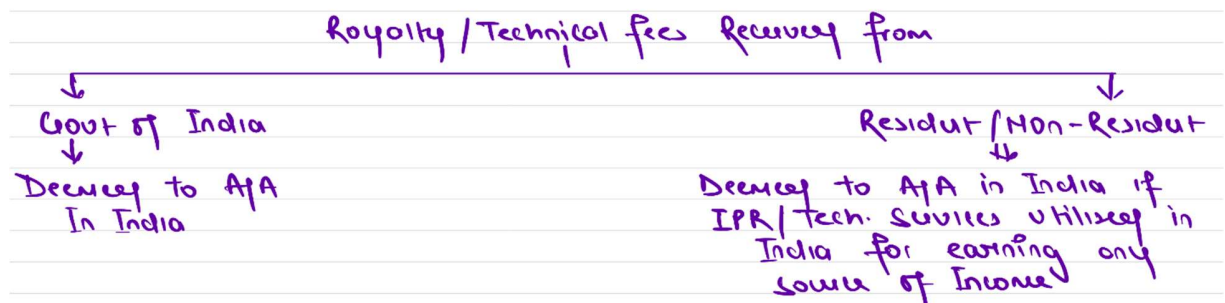 Royalty / Technical fees Received from
Govt of India
Resident / Non-Resident
Deemed to A/A
In India
Deemed to A/A in India if
IPR / Tech. Services utilised in
India for earning any
source of Income